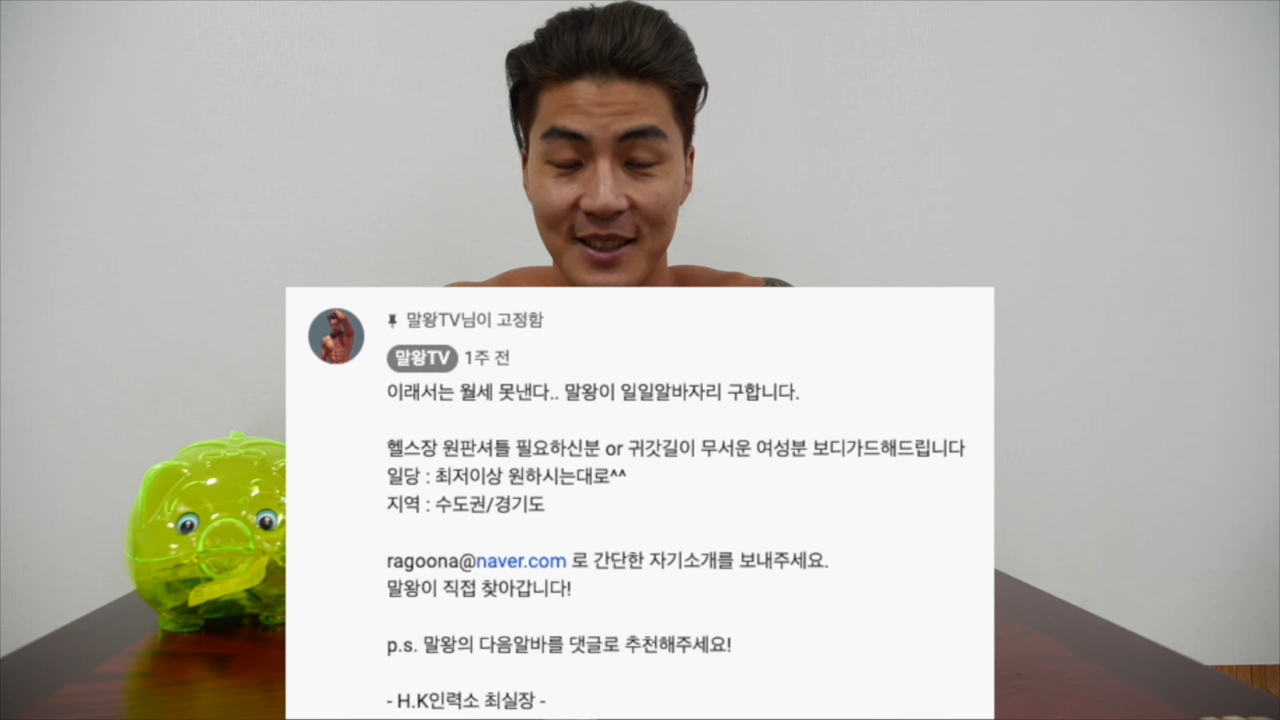 말왕TV님이 고정함
말왕TV 1주 전
이래서는 월세 못낸다.. 말왕이 일일알바자리 구합니다.
헬스장 원판셔틀 필요하신분 or 귀갓길이 무서운 여성분 보디가드해드립니다
일당 : 최저이상 원하시는대로^^
지역 : 수도권/경기도
ragoona@naver.com 로 간단한 자기소개를 보내주세요.
말왕이 직접 찾아갑니다!
p.s. 말왕의 다음알바를 댓글로 추천해주세요!
- H.K인력소 최실장 -